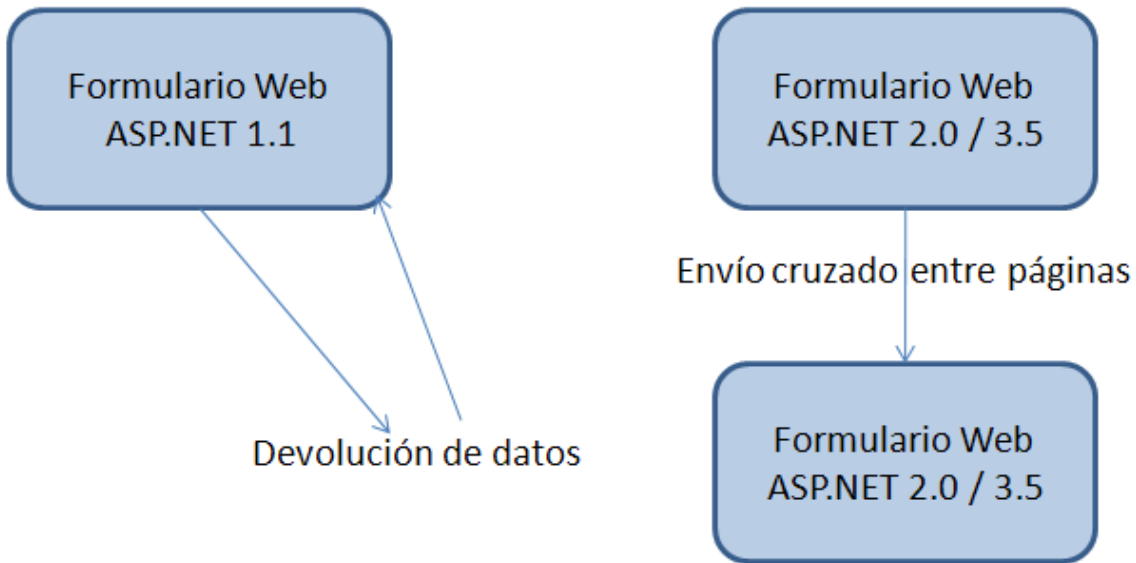 Formulario Web
ASP.NET 1.1
Devolución de datos
Formulario Web
ASP.NET 2.0 / 3.5
Envío cruzado entre páginas
Formulario Web
ASP.NET 2.0 / 3.5